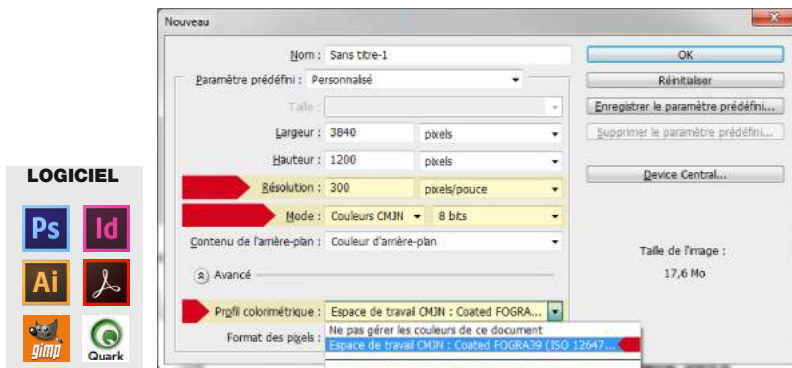 LOGICIEL
Ps Id
Ai
gimp Quark
Nouveau
Nom : Sans titre-1
OK
Paramètre prédéfini : Personnalisé
Réinitialiser
Taille :
Enregistrer le paramètre prédéfini...
Largeur : 3840 pixels
Supprimer le paramètre prédéfini...
Hauteur : 1200 pixels
Device Central...
Résolution : 300 pixels/pouce
Mode : Couleurs CMJN 8 bits
Contenu de l'arrière-plan : Couleur d'arrière-plan
Taille de l'image :
17,6 Mo
Avancé
Profil colorimétrique : Espace de travail CMJN : Coated FOGRA...
Ne pas gérer les couleurs de ce document
Format des pixels :
Espace de travail CMJN : Coated FOGRA39 (ISO 12647...